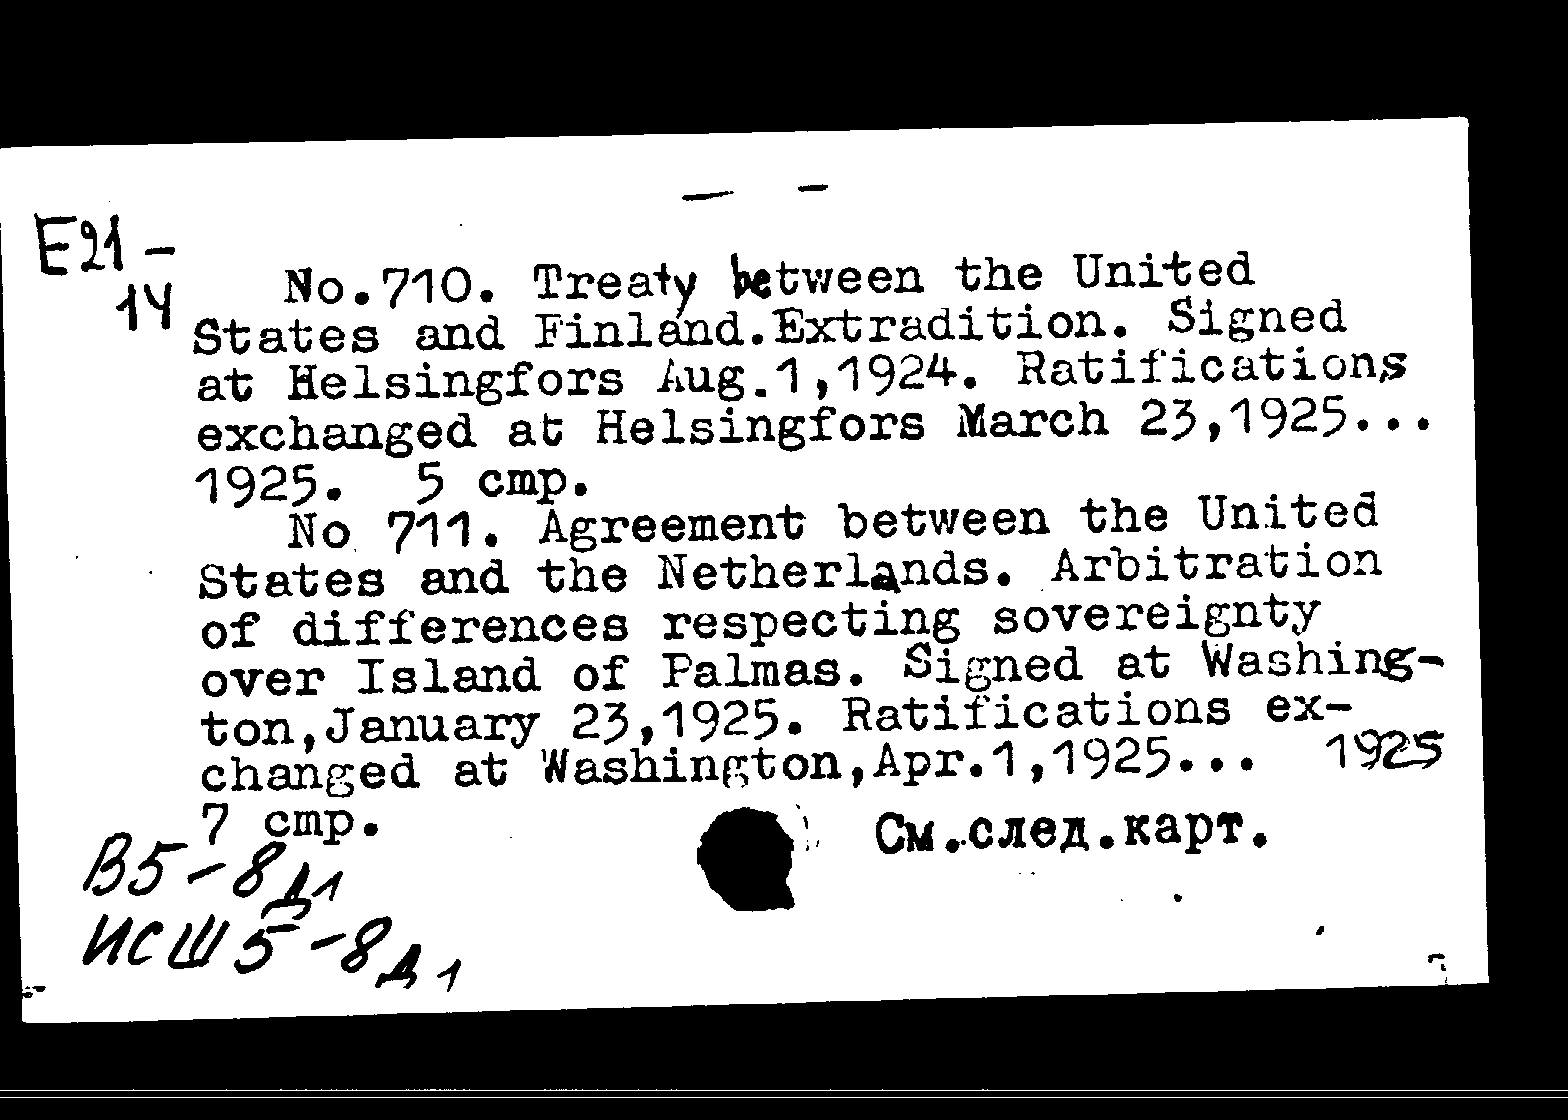 — -
E21-
14
No.710. Treaty between the United
States and Finland.Extradition. Signed
at Helsingfors Aug.1,1924. Ratifications
exchanged at Helsingfors March 23,1925...
1925. 5 стр.
No 711. Agreement between the United
States and the Netherlands. Arbitration
of differences respecting sovereignty
over Island of Palmas. Signed at Washing-
ton,January 23,1925. Ratifications ex-
changed at Washington,Apr.1,1925... 1925
7 стр.
См.след.карт.
В5-8д1
ИСШ5-8д1